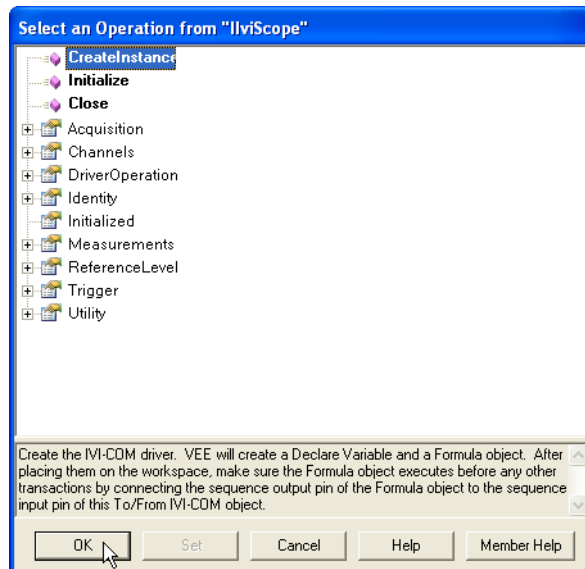 Select an Operation from "IIviScope"
CreateInstance
Initialize
Close
Acquisition
Channels
DriverOperation
Identity
Initialized
Measurements
ReferenceLevel
Trigger
Utility
Create the IVI-COM driver.  VEE will create a Declare Variable and a Formula object.  After
placing them on the workspace, make sure the Formula object executes before any other
transactions by connecting the sequence output pin of the Formula object to the sequence
input pin of this To/From IVI-COM object.
OK
Set
Cancel
Help
Member Help